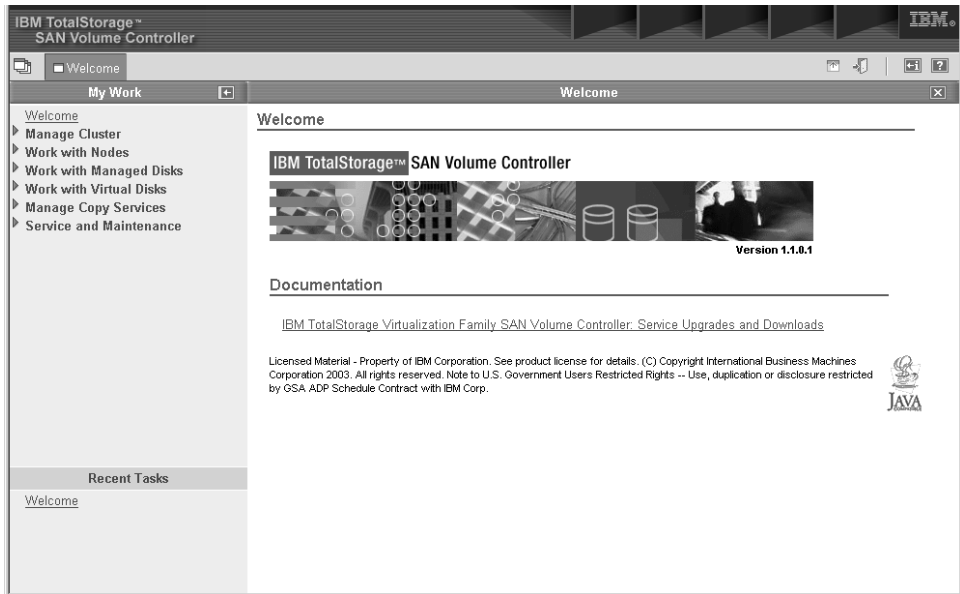 IBM TotalStorage™
SAN Volume Controller
IBM®
Welcome
My Work
Welcome
Welcome
Manage Cluster
Work with Nodes
Work with Managed Disks
Work with Virtual Disks
Manage Copy Services
Service and Maintenance
Recent Tasks
Welcome
Welcome
IBM TotalStorage™ SAN Volume Controller
Version 1.1.0.1
Documentation
IBM TotalStorage Virtualization Family SAN Volume Controller: Service Upgrades and Downloads
Licensed Material - Property of IBM Corporation. See product license for details. (C) Copyright International Business Machines
Corporation 2003. All rights reserved. Note to U.S. Government Users Restricted Rights -- Use, duplication or disclosure restricted
by GSA ADP Schedule Contract with IBM Corp.
JAVA
COMPATIBLE